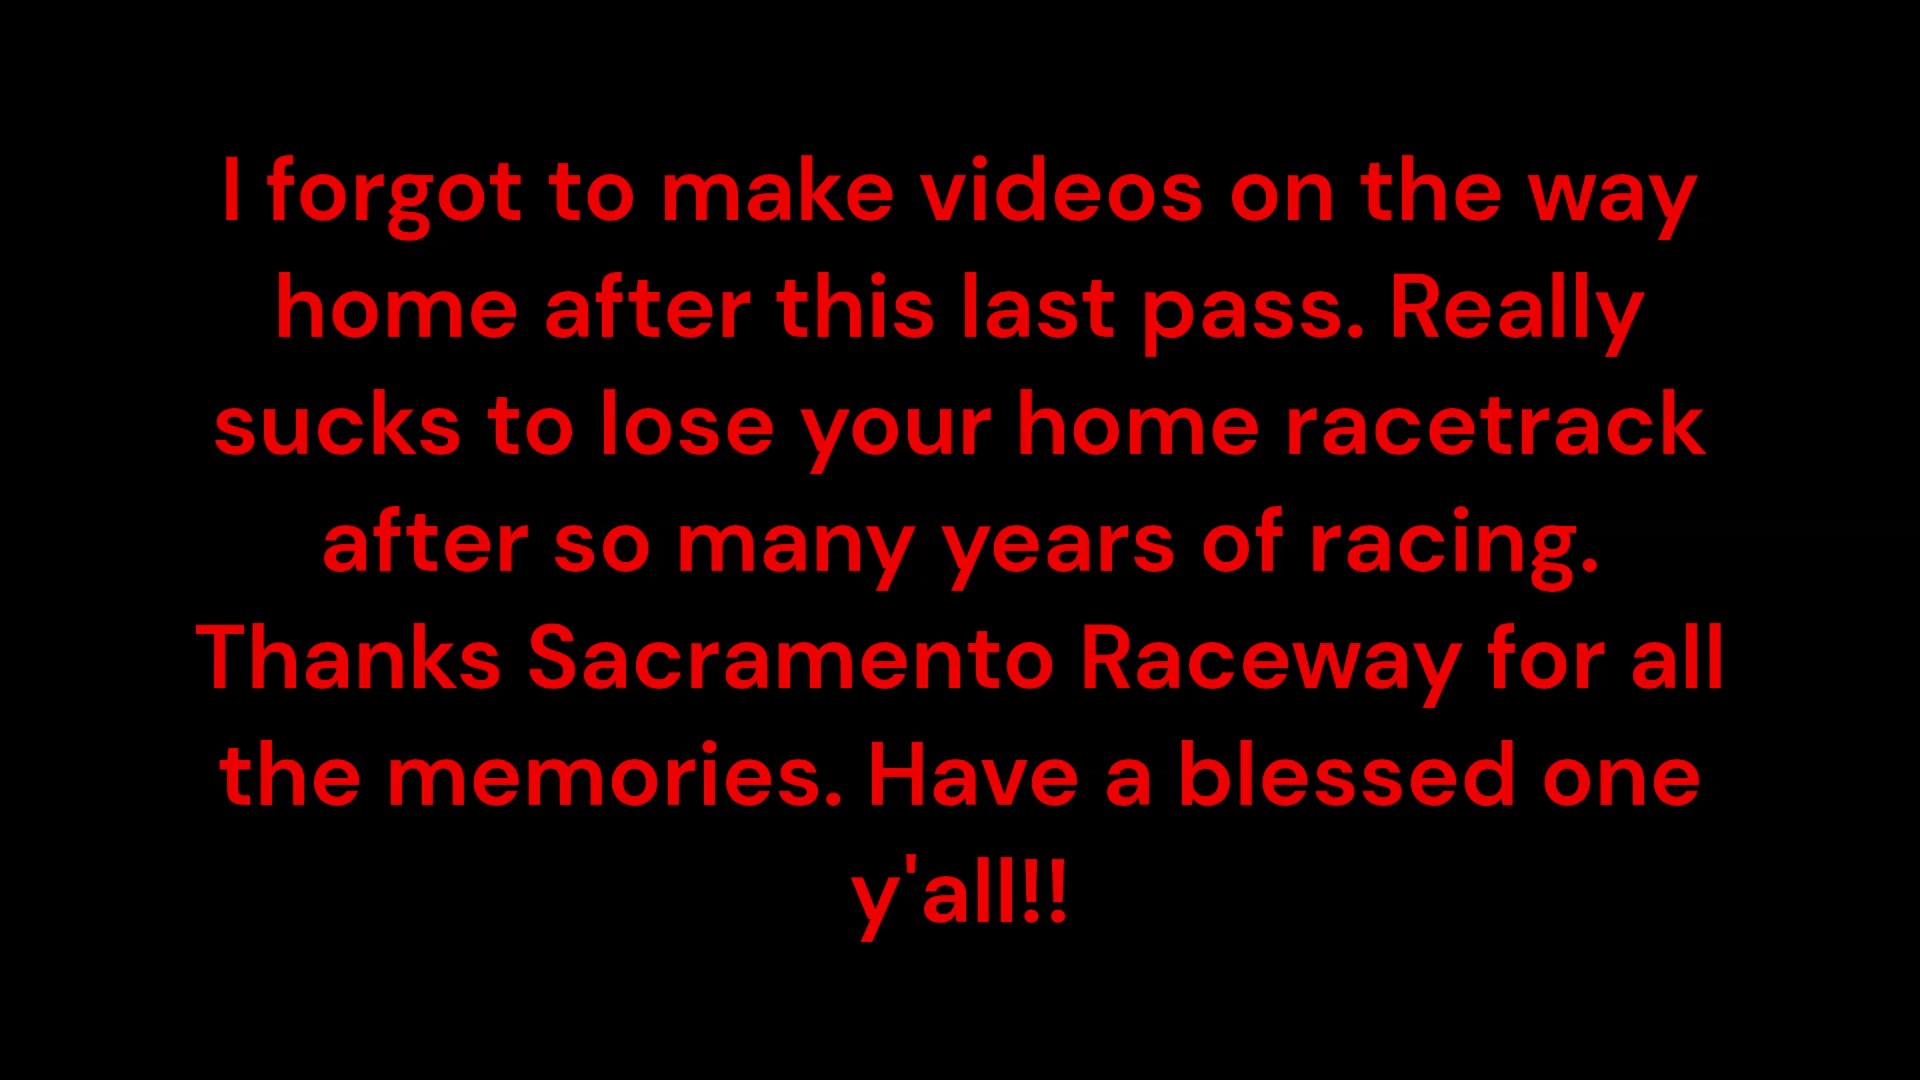 I forgot to make videos on the way
home after this last pass. Really
sucks to lose your home racetrack
after so many years of racing.
Thanks Sacramento Raceway for all
the memories. Have a blessed one
y'all!!